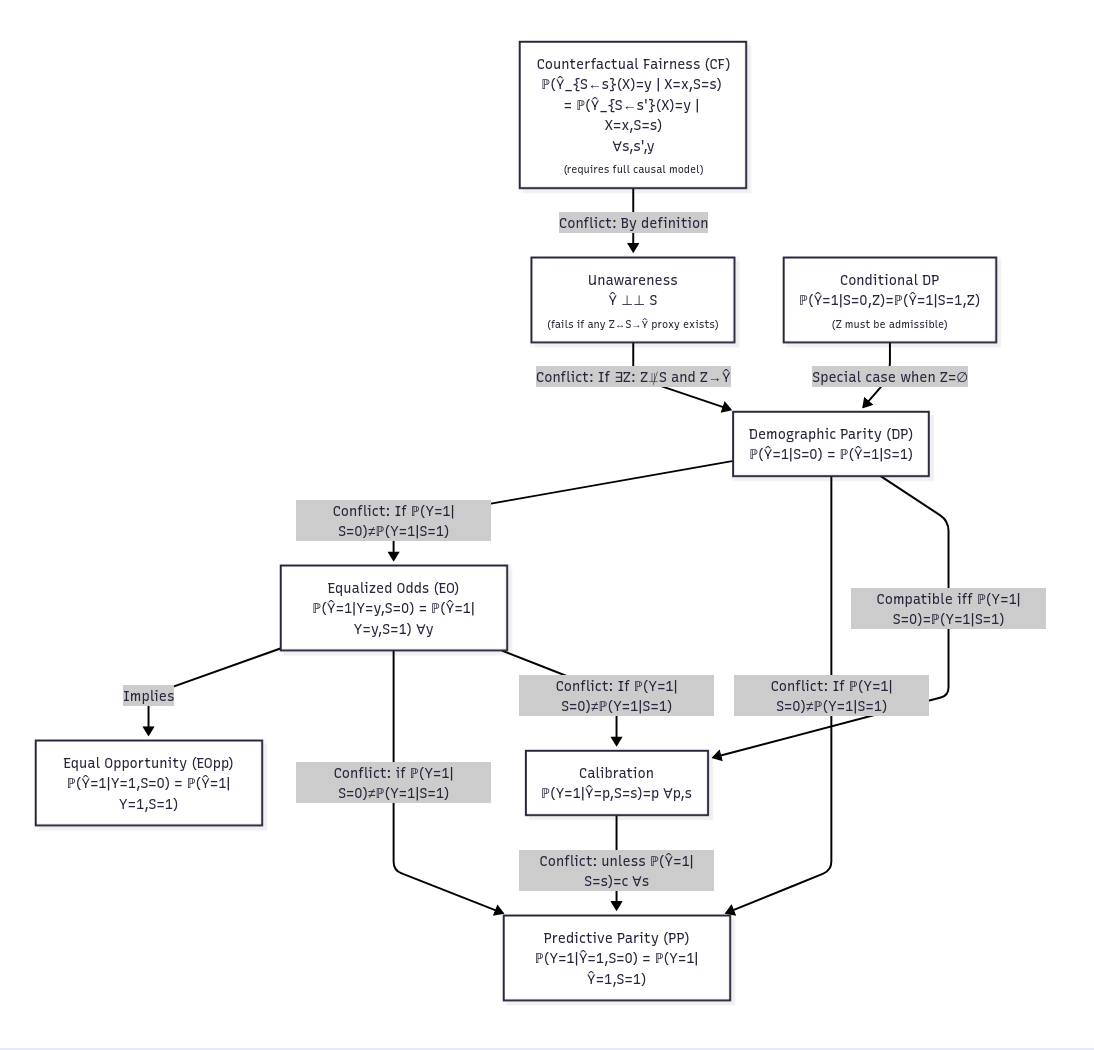 Counterfactual Fairness (CF)
ℙ(Ŷ_{S←s}(X)=y | X=x,S=s)
= ℙ(Ŷ_{S←s'}(X)=y |
X=x,S=s)
∀s,s',y
(requires full causal model)
Conflict: By definition
Unawareness
Ŷ ⊥⊥ S
(fails if any Z↔S→Ŷ proxy exists)
Conditional DP
ℙ(Ŷ=1|S=0,Z)=ℙ(Ŷ=1|S=1,Z)
(Z must be admissible)
Conflict: If ∃Z: Z⊥̸⊥S and Z→Ŷ
Special case when Z=∅
Demographic Parity (DP)
ℙ(Ŷ=1|S=0) = ℙ(Ŷ=1|S=1)
Conflict: If ℙ(Y=1|
S=0)≠ℙ(Y=1|S=1)
Equalized Odds (EO)
ℙ(Ŷ=1|Y=y,S=0) = ℙ(Ŷ=1|
Y=y,S=1) ∀y
Compatible iff ℙ(Y=1|
S=0)=ℙ(Y=1|S=1)
Implies
Conflict: If ℙ(Y=1|
S=0)≠ℙ(Y=1|S=1)
Conflict: If ℙ(Y=1|
S=0)≠ℙ(Y=1|S=1)
Equal Opportunity (EOpp)
ℙ(Ŷ=1|Y=1,S=0) = ℙ(Ŷ=1|
Y=1,S=1)
Conflict: if ℙ(Y=1|
S=0)≠ℙ(Y=1|S=1)
Calibration
ℙ(Y=1|Ŷ=p,S=s)=p ∀p,s
Conflict: unless ℙ(Ŷ=1|
S=s)=c ∀s
Predictive Parity (PP)
ℙ(Y=1|Ŷ=1,S=0) = ℙ(Y=1|
Ŷ=1,S=1)